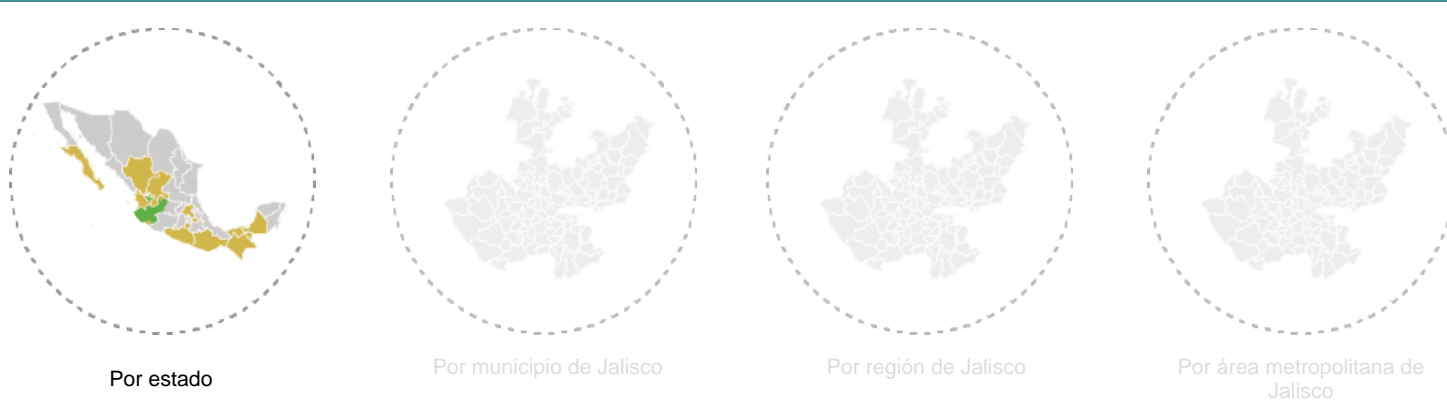 Por estado
Por municipio de Jalisco
Por región de Jalisco
Por área metropolitana de
Jalisco